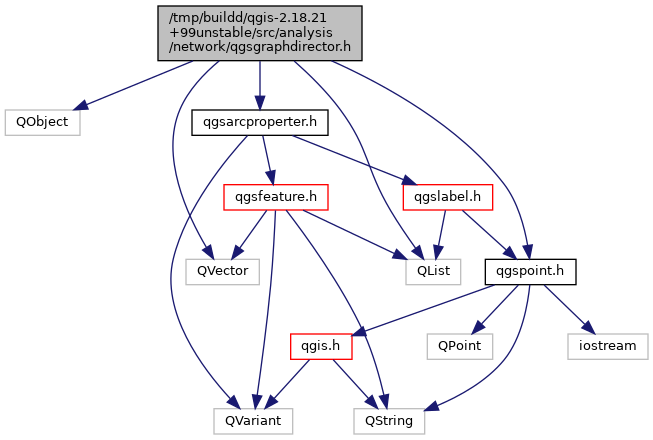 /tmp/buildd/qgis-2.18.21
+99unstable/src/analysis
/network/qgsgraphdirector.h
QObject
qgsarcproperter.h
qgsfeature.h
qgslabel.h
QVector
QList
qgspoint.h
qgis.h
QPoint
iostream
QVariant
QString